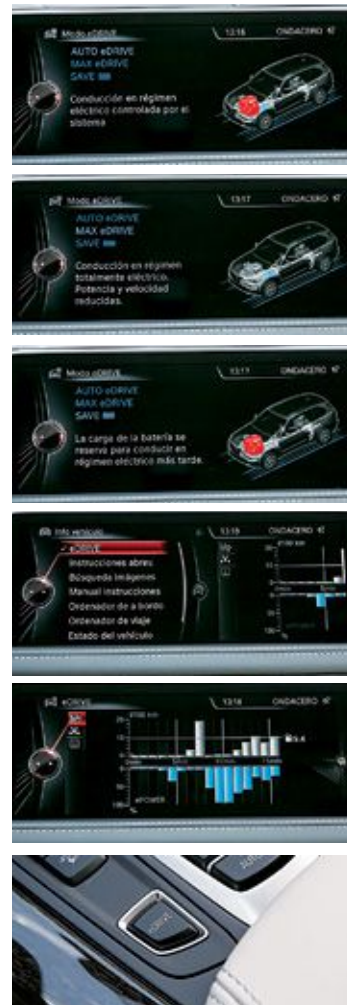 Modo eDRIVE
13:16
ONDACERO
AUTO eDRIVE
MAX eDRIVE
SAVE
Conducción en régimen
eléctrico controlada por el
sistema
Modo eDRIVE
13:17
ONDACERO
AUTO eDRIVE
MAX eDRIVE
SAVE
Conducción en régimen
totalmente eléctrico.
Potencia y velocidad
reducidas.
Modo eDRIVE
13:17
ONDACERO
AUTO eDRIVE
MAX eDRIVE
SAVE
La carga de la batería se
reserva para conducir en
régimen eléctrico más tarde.
Info vehículo
13:19
ONDACERO
eDRIVE
Instrucciones abrev
Búsqueda imágenes
Manual instrucciones
Ordenador de a bordo
Ordenador de viaje
Estado del vehículo
eDRIVE
ONDACERO
ePOWER
eDRIVE